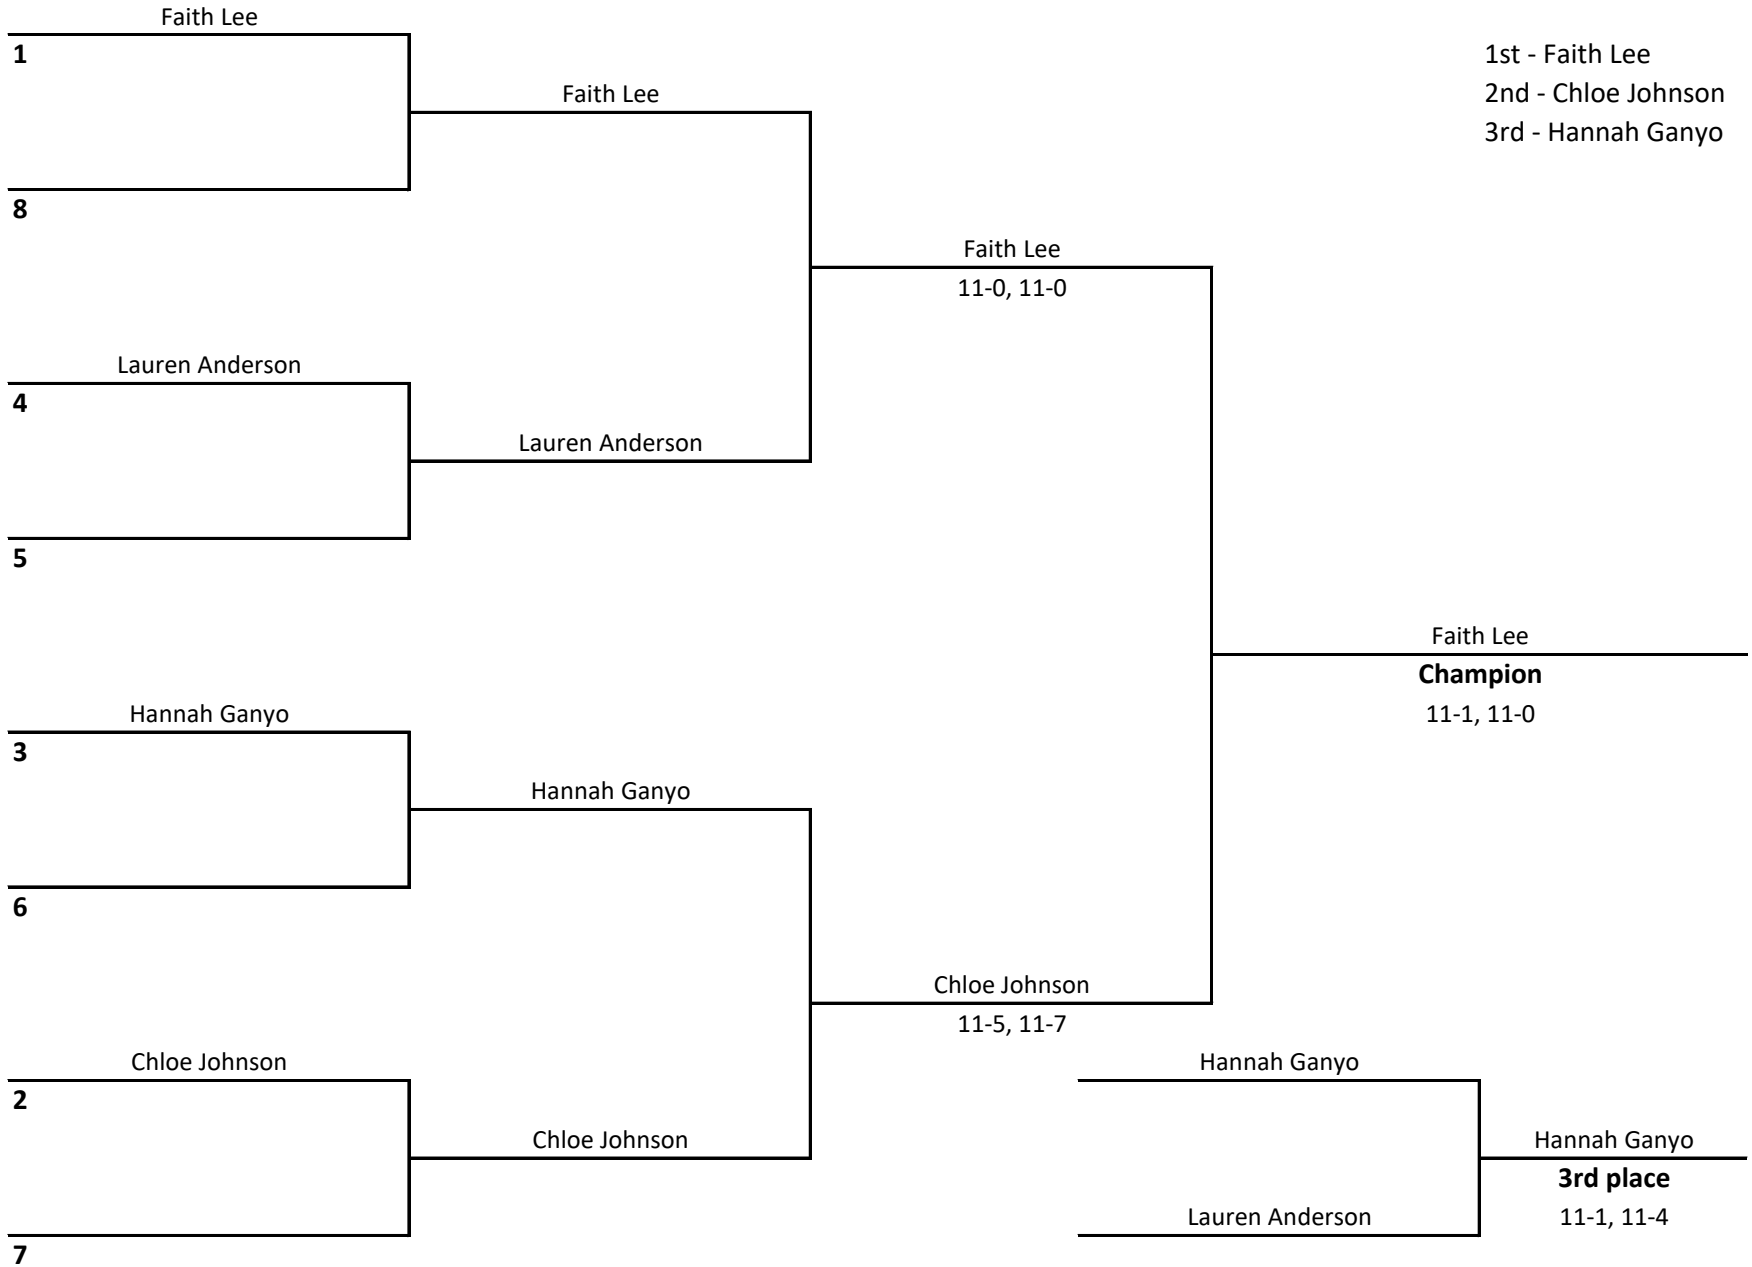 Faith Lee
1
1st - Faith Lee
2nd - Chloe Johnson
3rd - Hannah Ganyo
Faith Lee
8
Faith Lee
11-0, 11-0
Lauren Anderson
4
Lauren Anderson
5
Faith Lee
Champion
11-1, 11-0
Hannah Ganyo
3
Hannah Ganyo
6
Chloe Johnson
11-5, 11-7
Chloe Johnson
2
Chloe Johnson
7
Hannah Ganyo
Hannah Ganyo
3rd place
11-1, 11-4
Lauren Anderson